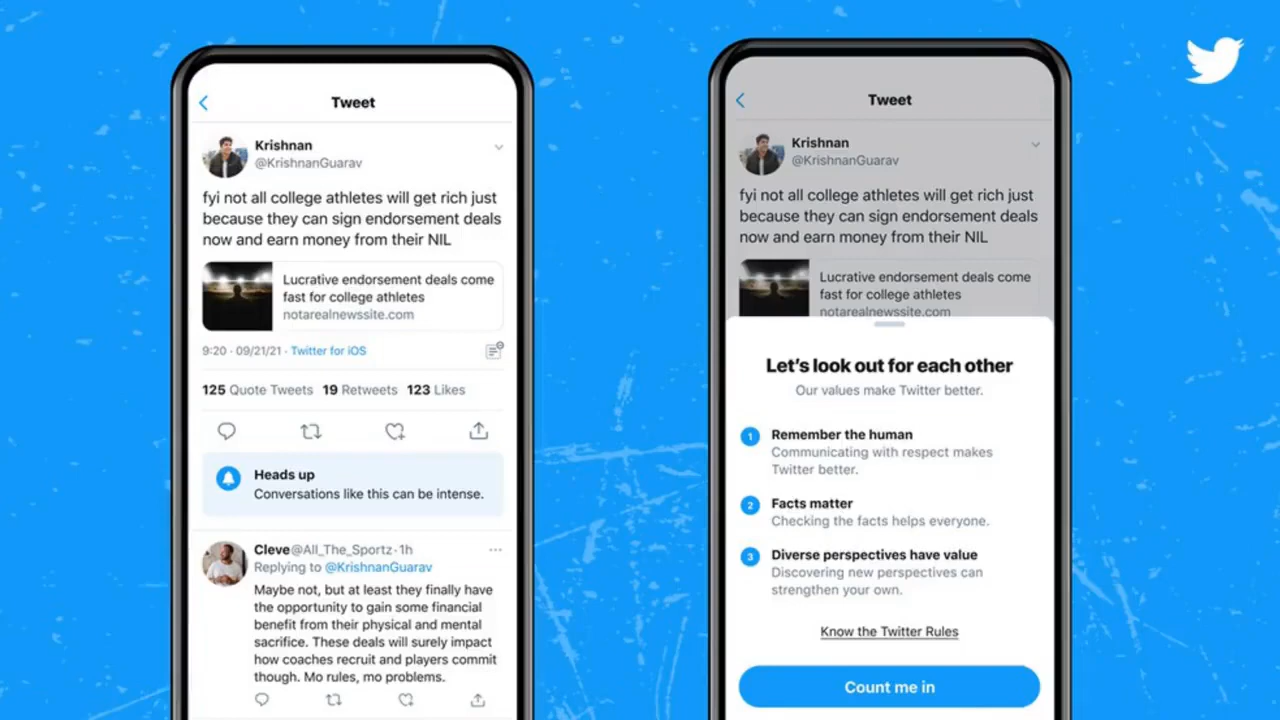 Tweet
Krishnan
@KrishnanGuarav
fyi not all college athletes will get rich just
because they can sign endorsement deals
now and earn money from their NIL
Lucrative endorsement deals come
fast for college athletes
notarealnewssite.com
9:20 · 09/21/21 · Twitter for iOS
125 Quote Tweets 19 Retweets 123 Likes
Heads up
Conversations like this can be intense.
Cleve @All_The_Sportz · 1h
Replying to @KrishnanGuarav
Maybe not, but at least they finally have
the opportunity to gain some financial
benefit from their physical and mental
sacrifice. These deals will surely impact
how coaches recruit and players commit
though. Mo rules, mo problems.
Tweet
Krishnan
@KrishnanGuarav
fyi not all college athletes will get rich just
because they can sign endorsement deals
now and earn money from their NIL
Lucrative endorsement deals come
fast for college athletes
notarealnewssite.com
Let's look out for each other
Our values make Twitter better.
1 Remember the human
Communicating with respect makes
Twitter better.
2 Facts matter
Checking the facts helps everyone.
3 Diverse perspectives have value
Discovering new perspectives can
strengthen your own.
Know the Twitter Rules
Count me in